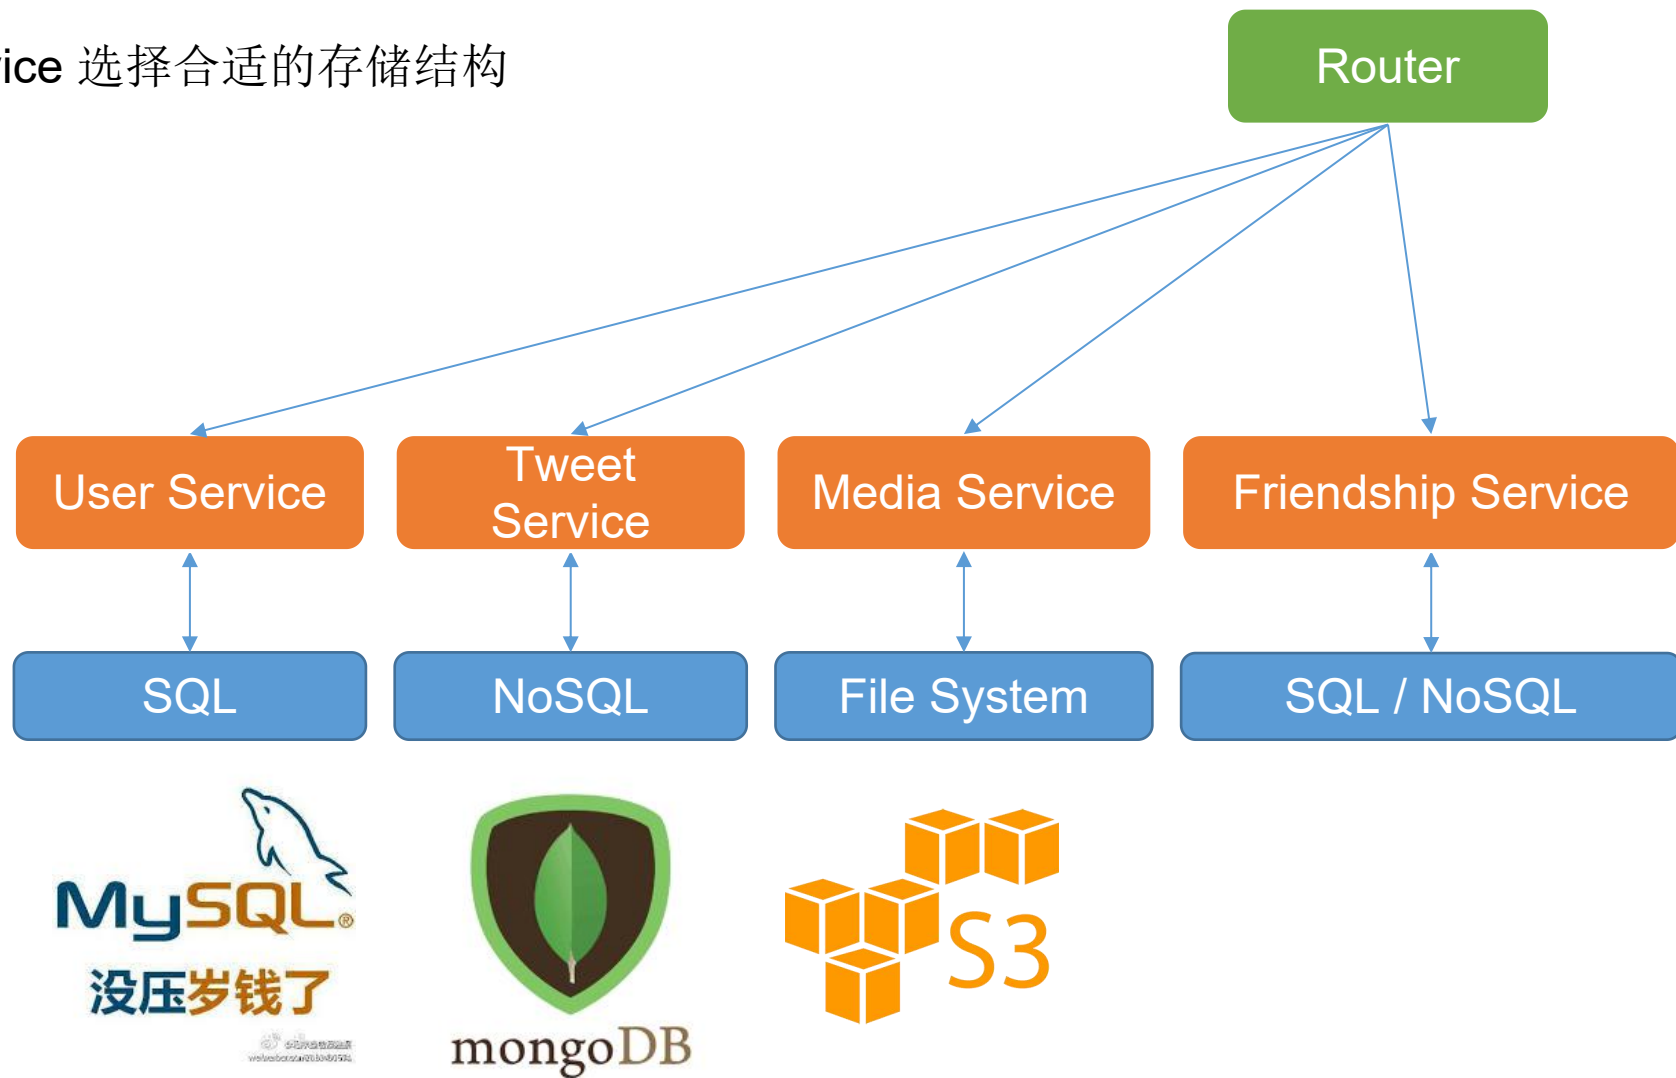 vice 选择合适的存储结构
Router
User Service
Tweet
Service
Media Service
Friendship Service
SQL
NoSQL
File System
SQL / NoSQL
MySQL®
没压岁钱了
mongoDB
S3